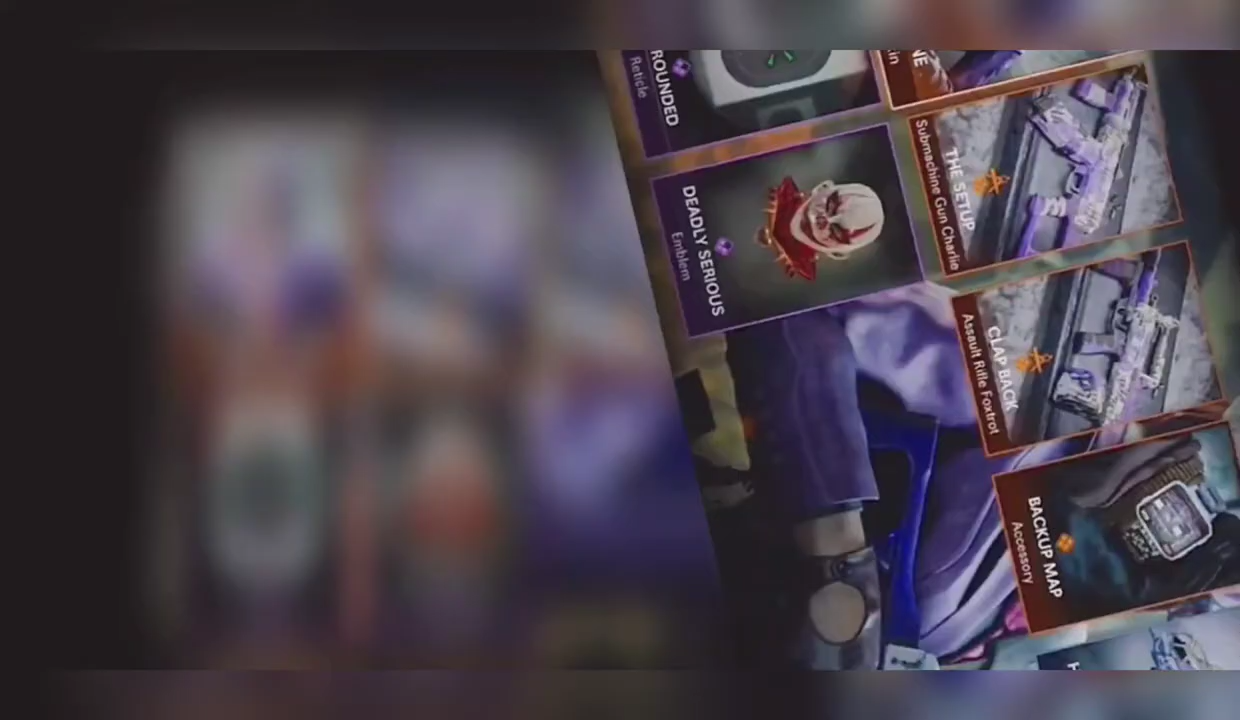 ROUNDED
Reticle
DEADLY SERIOUS
Emblem
THE SETUP
Submachine Gun Charlie
CLAP BACK
Assault Rifle Foxtrot
BACKUP MAP
Accessory